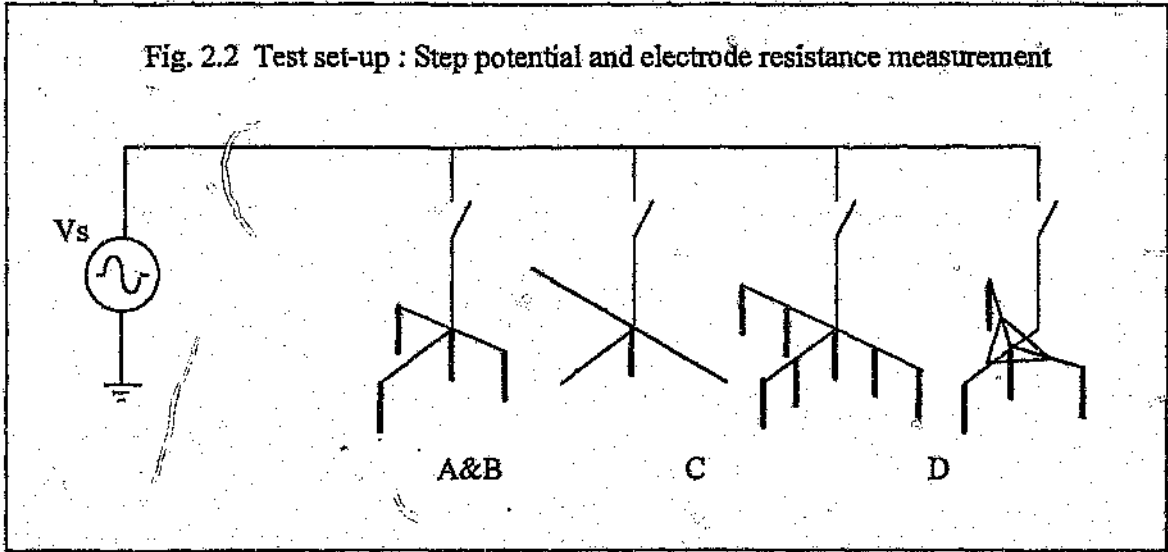 Fig. 2.2 Test set-up : Step potential and electrode resistance measurement
Vs
A&B
C
D